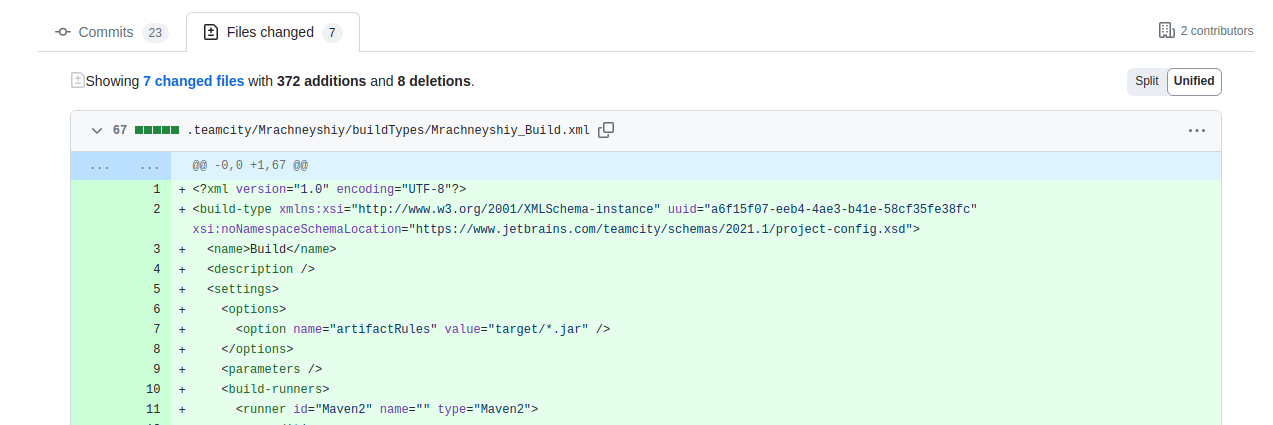 Commits 23
Files changed 7
2 contributors
Showing 7 changed files with 372 additions and 8 deletions.
Split Unified
67 .teamcity/Mrachneyshiy/buildTypes/Mrachneyshiy_Build.xml
... ... @@ -0,0 +1,67 @@
1 + <?xml version="1.0" encoding="UTF-8"?>
2 + <build-type xmlns:xsi="http://www.w3.org/2001/XMLSchema-instance" uuid="a6f15f07-eeb4-4ae3-b41e-58cf35fe38fc"
xsi:noNamespaceSchemaLocation="https://www.jetbrains.com/teamcity/schemas/2021.1/project-config.xsd">
3 + <name>Build</name>
4 + <description />
5 + <settings>
6 + <options>
7 + <option name="artifactRules" value="target/*.jar" />
8 + </options>
9 + <parameters />
10 + <build-runners>
11 + <runner id="Maven2" name="" type="Maven2">